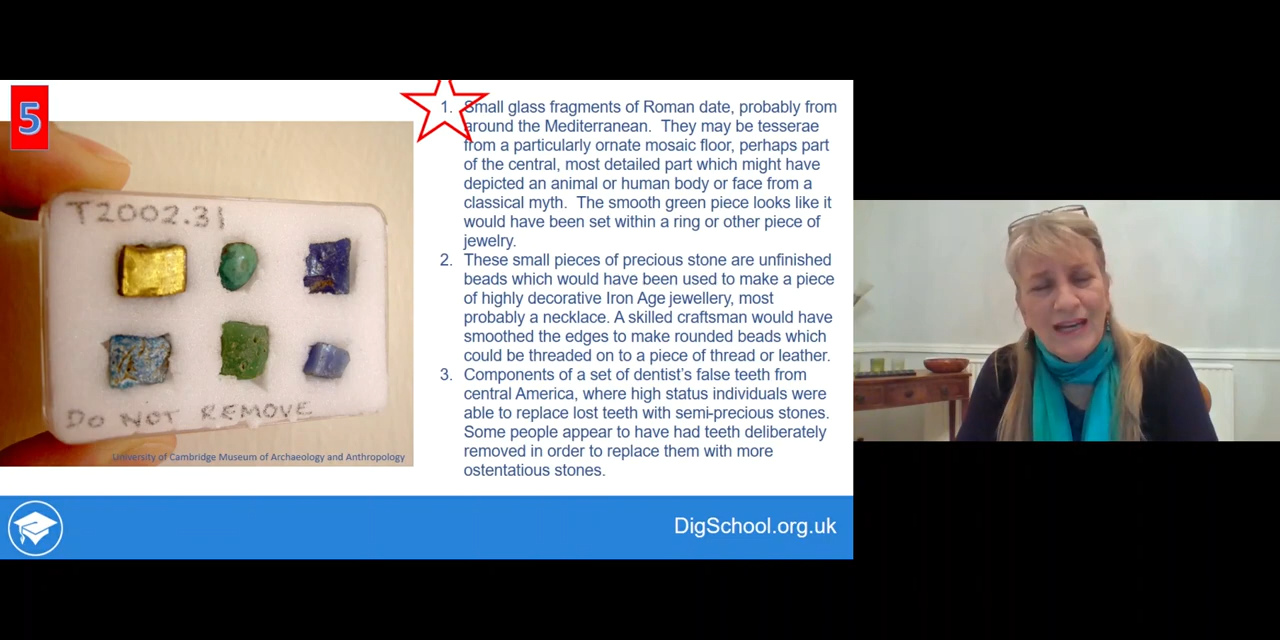 5
T2002.31
DO NOT REMOVE
University of Cambridge Museum of Archaeology and Anthropology
1. Small glass fragments of Roman date, probably from
around the Mediterranean. They may be tesserae
from a particularly ornate mosaic floor, perhaps part
of the central, most detailed part which might have
depicted an animal or human body or face from a
classical myth. The smooth green piece looks like it
would have been set within a ring or other piece of
jewelry.
2. These small pieces of precious stone are unfinished
beads which would have been used to make a piece
of highly decorative Iron Age jewellery, most
probably a necklace. A skilled craftsman would have
smoothed the edges to make rounded beads which
could be threaded on to a piece of thread or leather.
3. Components of a set of dentist's false teeth from
central America, where high status individuals were
able to replace lost teeth with semi-precious stones.
Some people appear to have had teeth deliberately
removed in order to replace them with more
ostentatious stones.
DigSchool.org.uk